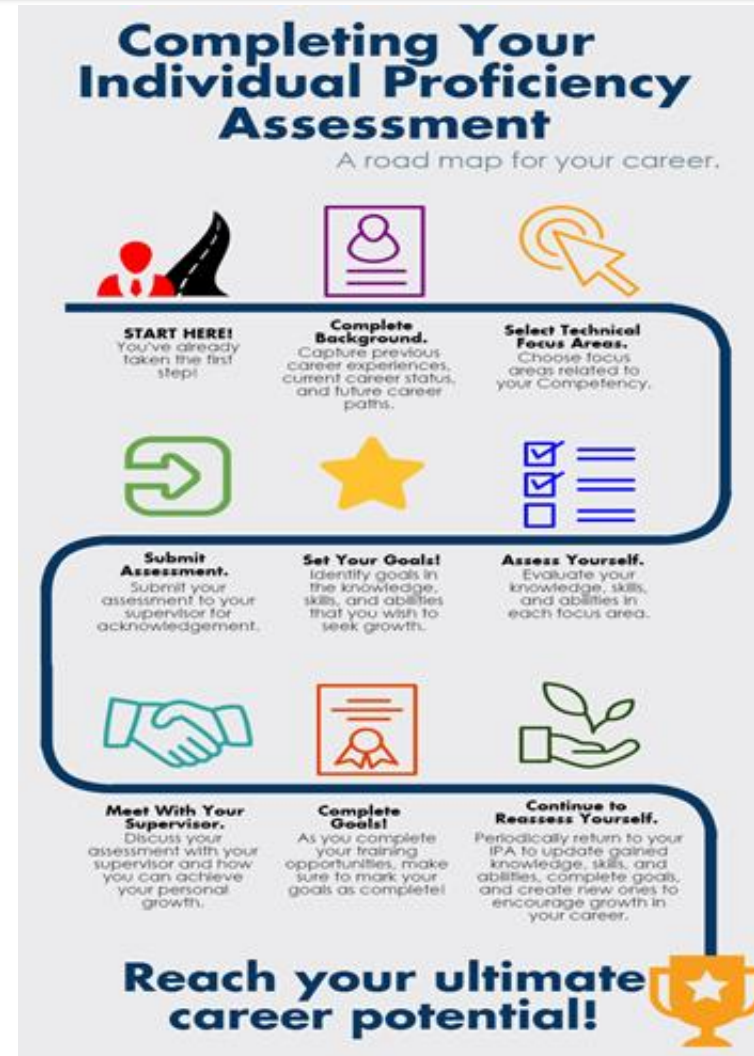 Completing Your
Individual Proficiency
Assessment
A road map for your career.
START HERE!
You've already
taken the first
step!
Complete
Background.
Capture previous
career experiences,
current career status,
and future career
paths.
Select Technical
Focus Areas.
Choose focus
areas related to
your Competency.
Assess Yourself.
Evaluate your
knowledge, skills,
and abilities in
each focus area.
Set Your Goals!
Identify goals in
the knowledge,
skills, and abilities
that you wish to
seek growth.
Submit
Assessment.
Submit your
assessment to your
supervisor for
acknowledgement.
Meet With Your
Supervisor.
Discuss your
assessment with your
supervisor and how
you can achieve
your personal
growth.
Complete
Goals!
As you complete
your training
opportunities, make
sure to mark your
goals as complete!
Continue to
Reassess Yourself.
Periodically return to your
IPA to update gained
knowledge, skills, and
abilities, complete goals,
and create new ones to
encourage growth in
your career.
Reach your ultimate
career potential!